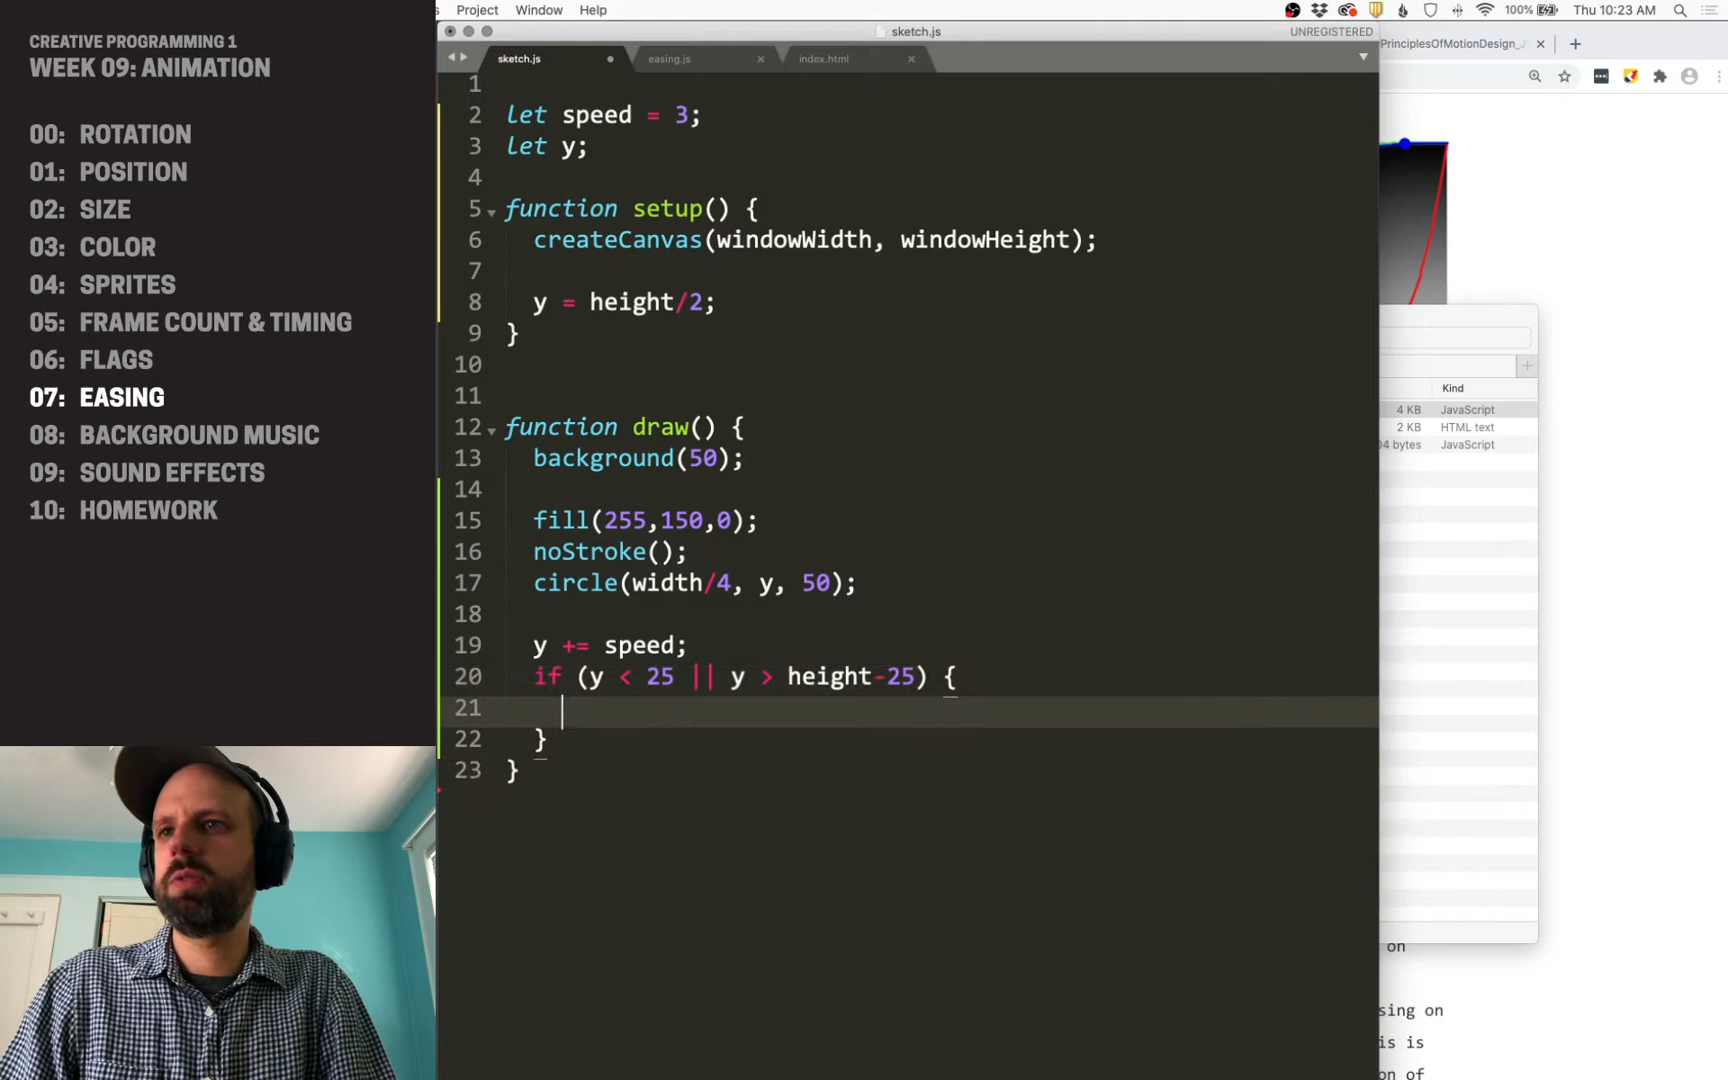 Project Window Help
100% Thu 10:23 AM
CREATIVE PROGRAMMING 1
WEEK 09: ANIMATION
00: ROTATION
01: POSITION
02: SIZE
03: COLOR
04: SPRITES
05: FRAME COUNT & TIMING
06: FLAGS
07: EASING
08: BACKGROUND MUSIC
09: SOUND EFFECTS
10: HOMEWORK
sketch.js
UNREGISTERED
sketch.js easing.js index.html
1
2 let speed = 3;
3 let y;
4
5 function setup() {
6 createCanvas(windowWidth, windowHeight);
7
8 y = height/2;
9 }
10
11
12 function draw() {
13 background(50);
14
15 fill(255,150,0);
16 noStroke();
17 circle(width/4, y, 50);
18
19 y += speed;
20 if (y < 25 || y > height-25) {
21
22 }
23 }
PrinciplesOfMotionDesign_
Kind
4 KB JavaScript
2 KB HTML text
04 bytes JavaScript
on
sing on
is is
on of